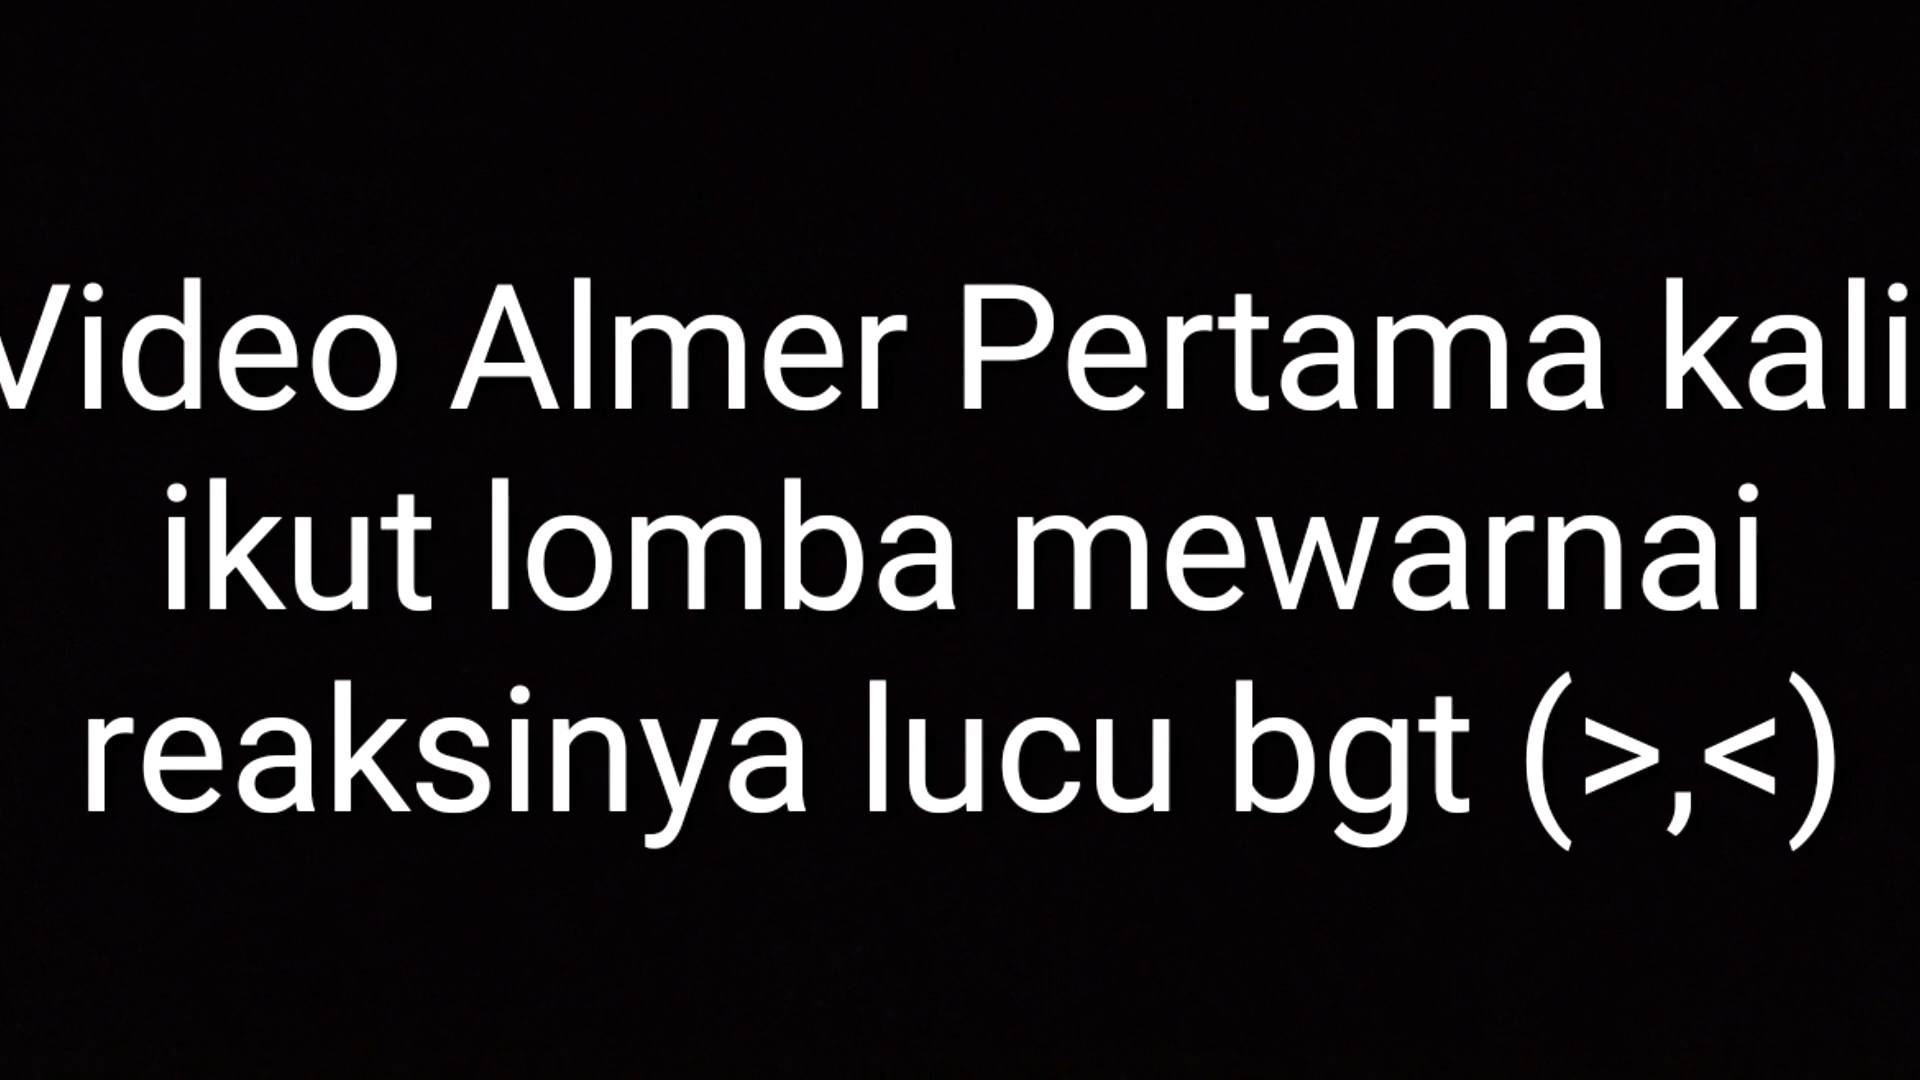 Video Almer Pertama kali
ikut lomba mewarnai
reaksinya lucu bgt (>,<)